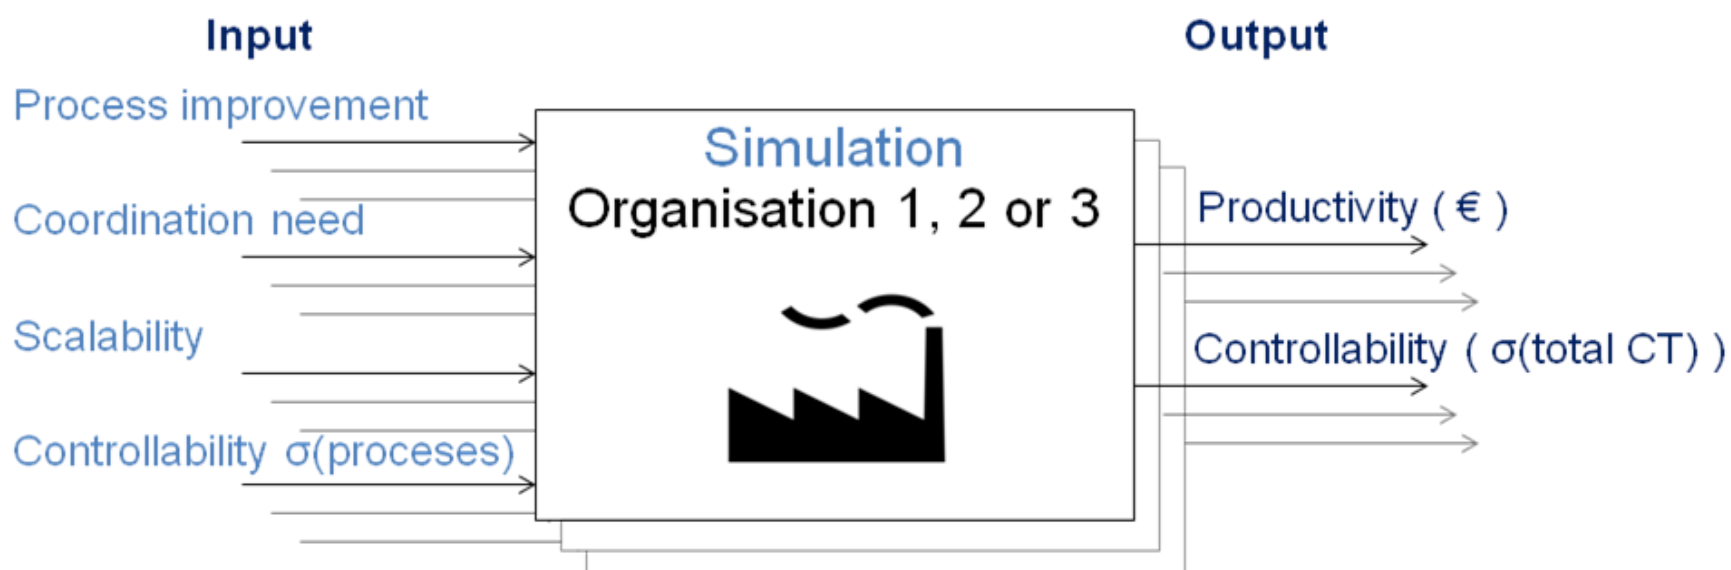 Input
Output
Process improvement
Simulation
Organisation 1, 2 or 3
Coordination need
Productivity ( € )
Scalability
Controllability ( σ(total CT) )
Controllability σ(proceses)